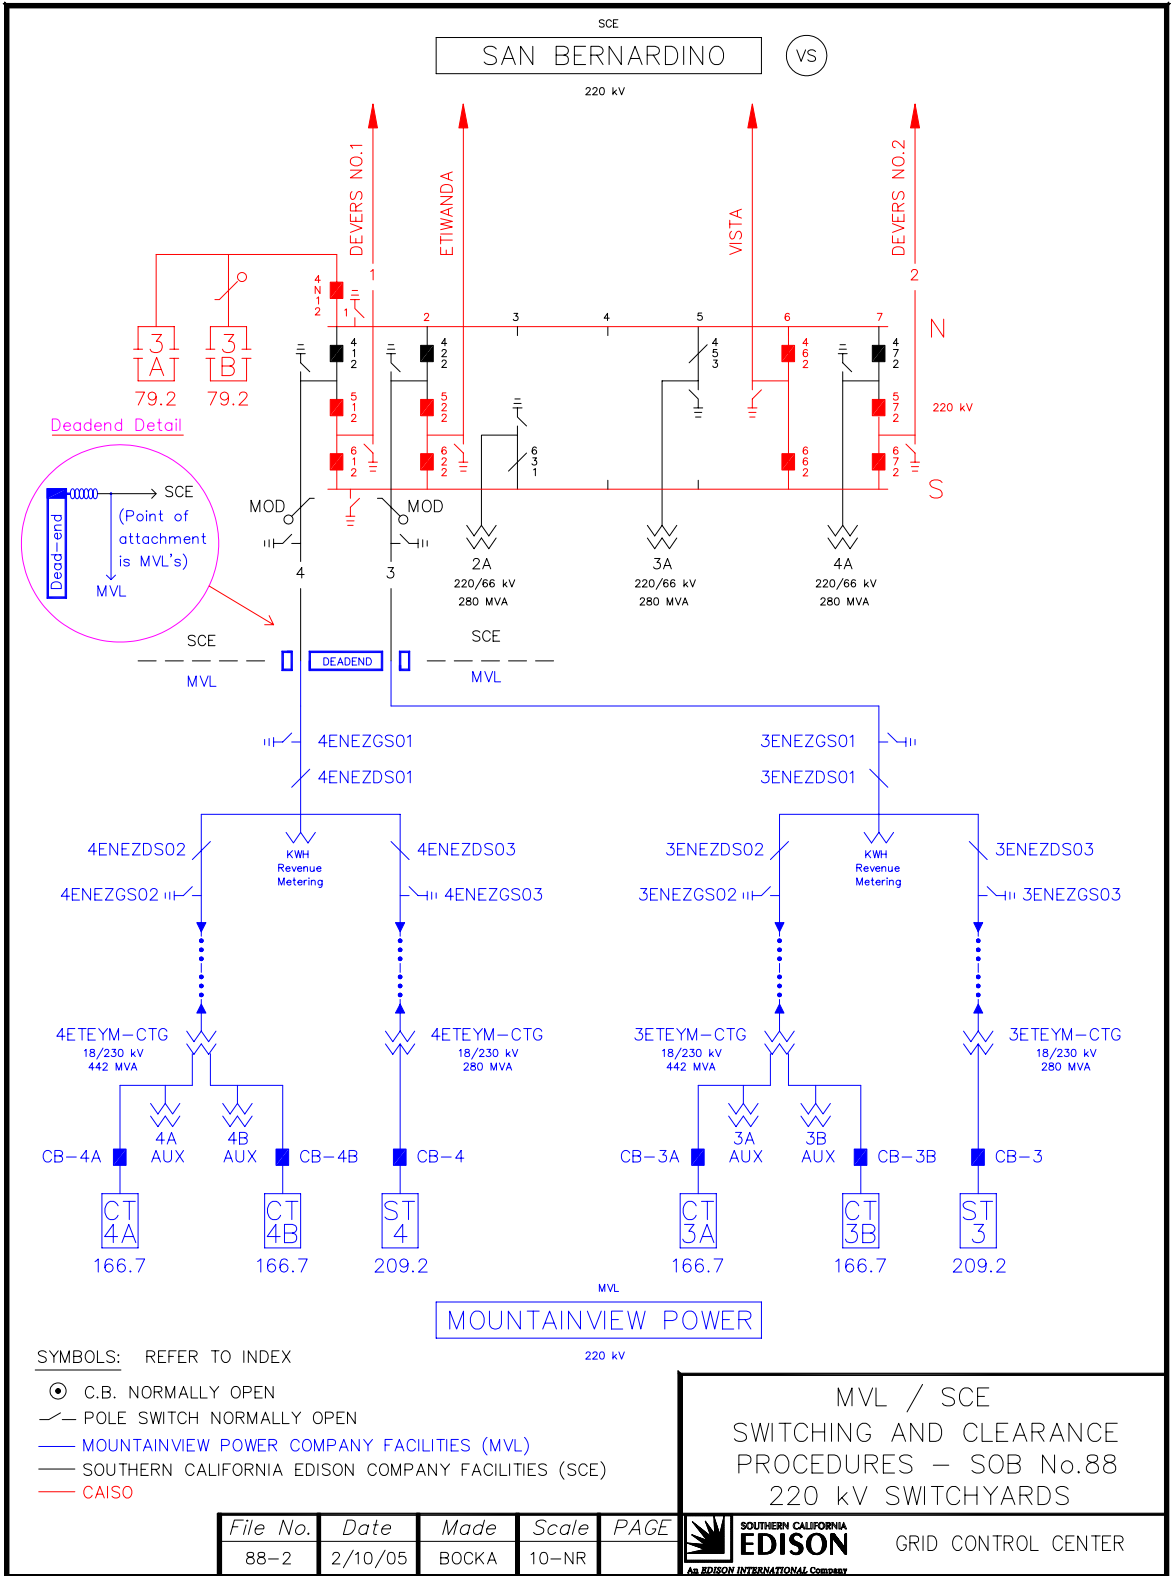 SCE
SAN BERNARDINO
VS
220 kV
DEVERS NO.1
ETIWANDA
VISTA
DEVERS NO.2
1
2
4N12
1
2
3
4
5
6
7
N
3A
3B
79.2
79.2
412
422
453
462
472
512
522
572
220 kV
612
622
631
662
672
S
Deadend Detail
SCE
(Point of
attachment
is MVL's)
Dead-end
MVL
MOD
MOD
4
3
2A
220/66 kV
280 MVA
3A
220/66 kV
280 MVA
4A
220/66 kV
280 MVA
SCE
MVL
DEADEND
SCE
MVL
4ENEZGS01
3ENEZGS01
4ENEZDS01
3ENEZDS01
4ENEZDS02
KWH
Revenue
Metering
4ENEZDS03
3ENEZDS02
KWH
Revenue
Metering
3ENEZDS03
4ENEZGS02
4ENEZGS03
3ENEZGS02
3ENEZGS03
4ETEYM-CTG
18/230 kV
442 MVA
4ETEYM-CTG
18/230 kV
280 MVA
3ETEYM-CTG
18/230 kV
442 MVA
3ETEYM-CTG
18/230 kV
280 MVA
4A
AUX
4B
AUX
3A
AUX
3B
AUX
CB-4A
CB-4B
CB-4
CB-3A
CB-3B
CB-3
CT
4A
CT
4B
ST
4
CT
3A
CT
3B
ST
3
166.7
166.7
209.2
166.7
166.7
209.2
MVL
MOUNTAINVIEW POWER
220 kV
SYMBOLS: REFER TO INDEX
C.B. NORMALLY OPEN
POLE SWITCH NORMALLY OPEN
MOUNTAINVIEW POWER COMPANY FACILITIES (MVL)
SOUTHERN CALIFORNIA EDISON COMPANY FACILITIES (SCE)
CAISO
MVL / SCE
SWITCHING AND CLEARANCE
PROCEDURES - SOB No.88
220 kV SWITCHYARDS
File No. Date Made Scale PAGE
88-2 2/10/05 BOCKA 10-NR
SOUTHERN CALIFORNIA
EDISON
An EDISON INTERNATIONAL Company
GRID CONTROL CENTER